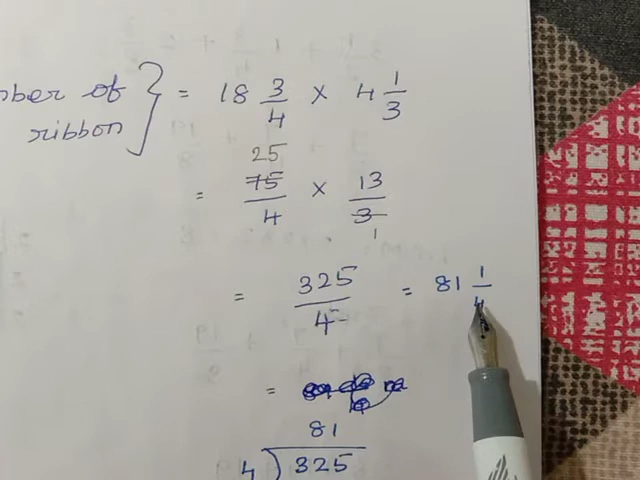 of } = 18 3/4 × 4 1/3
ribbon
25
= 75/4 × 13/3
1
= 325/4 = 81 1/4
=
81
4 ) 325